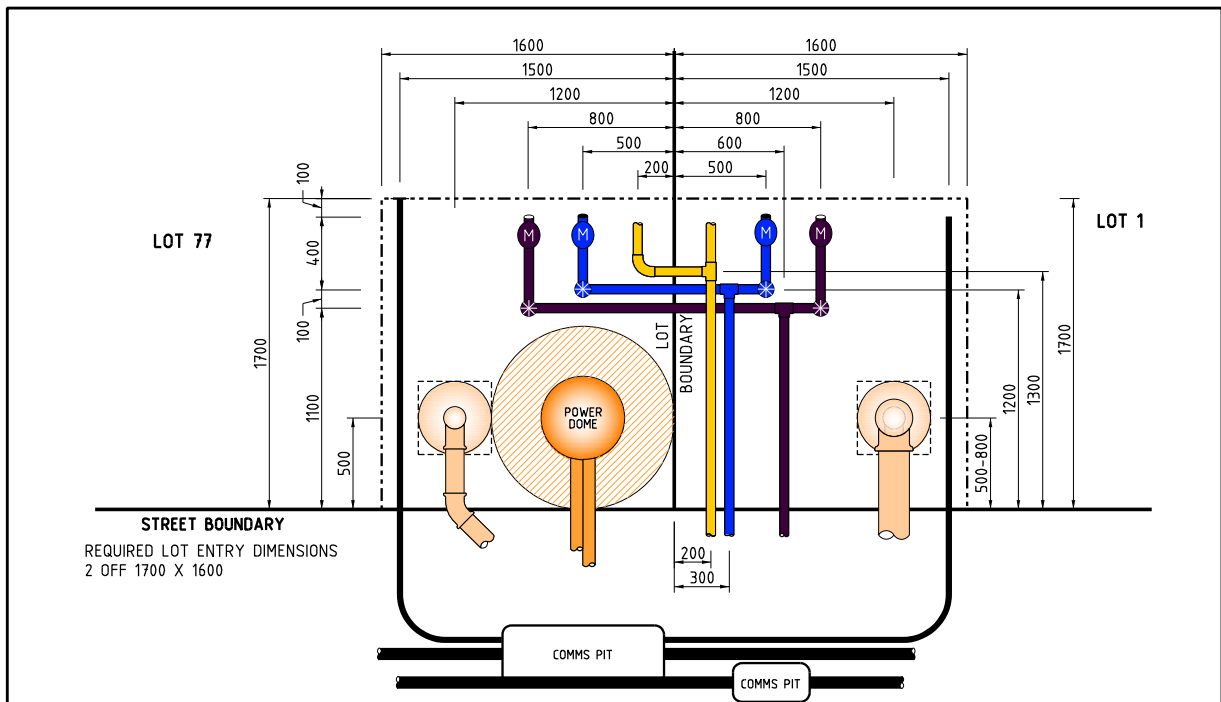 1600
1600
1500
1500
1200
1200
800
800
500
600
200
500
100
LOT 77
LOT 1
M
M
M
M
400
100
1700
1100
500
LOT
BOUNDARY
POWER
DOME
1200
1300
1700
500-800
STREET BOUNDARY
REQUIRED LOT ENTRY DIMENSIONS
2 OFF 1700 X 1600
200
300
COMMS PIT
COMMS PIT